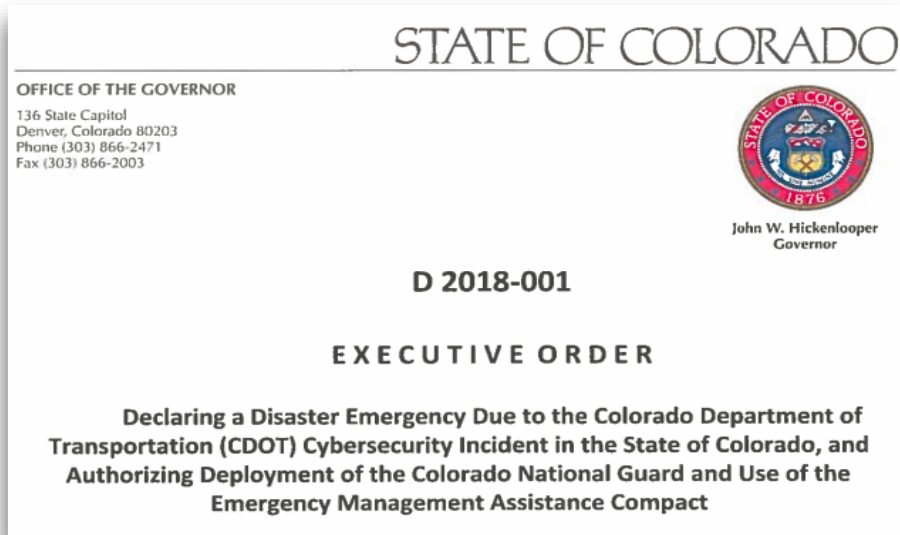 STATE OF COLORADO
OFFICE OF THE GOVERNOR
136 State Capitol
Denver, Colorado 80203
Phone (303) 866-2471
Fax (303) 866-2003
STATE OF COLORADO
1876
John W. Hickenlooper
Governor
D 2018-001
EXECUTIVE ORDER
Declaring a Disaster Emergency Due to the Colorado Department of
Transportation (CDOT) Cybersecurity Incident in the State of Colorado, and
Authorizing Deployment of the Colorado National Guard and Use of the
Emergency Management Assistance Compact